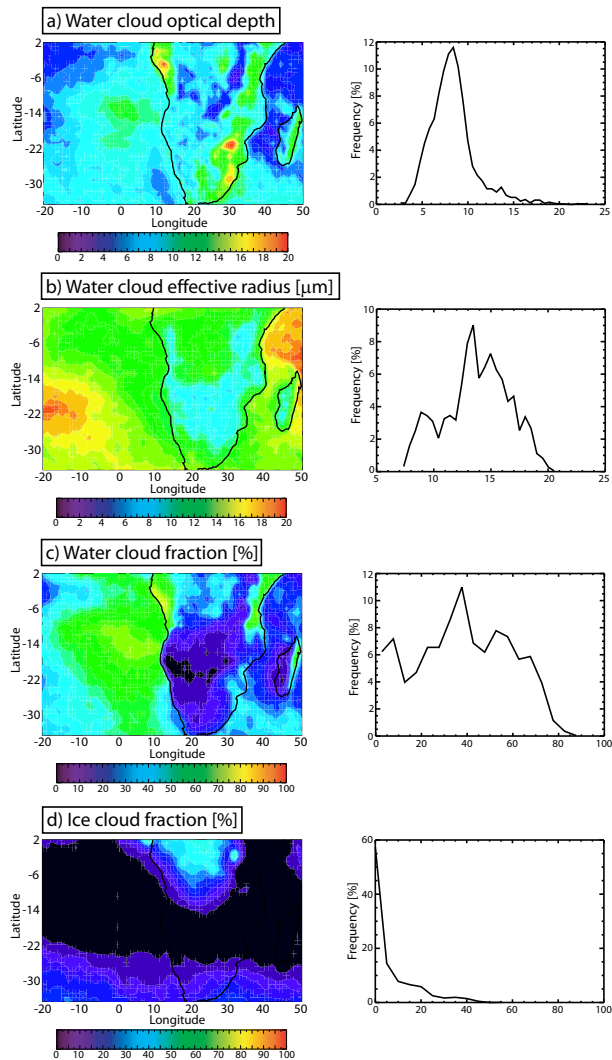 a) Water cloud optical depth
2
-6
-14
-22
-30
Latitude
-20 -10 0 10 20 30 40 50
Longitude
0 2 4 6 8 10 12 14 16 18 20
12
10
8
6
4
2
0
Frequency [%]
0 5 10 15 20 25
b) Water cloud effective radius [µm]
2
-6
-14
-22
-30
Latitude
-20 -10 0 10 20 30 40 50
Longitude
0 2 4 6 8 10 12 14 16 18 20
10
8
6
4
2
0
Frequency [%]
5 10 15 20 25
c) Water cloud fraction [%]
2
-6
-14
-22
-30
Latitude
-20 -10 0 10 20 30 40 50
Longitude
0 10 20 30 40 50 60 70 80 90 100
12
10
8
6
4
2
0
Frequency [%]
0 20 40 60 80 100
d) Ice cloud fraction [%]
2
-6
-14
-22
-30
Latitude
-20 -10 0 10 20 30 40 50
Longitude
0 10 20 30 40 50 60 70 80 90 100
60
40
20
0
Frequency [%]
0 20 40 60 80 100